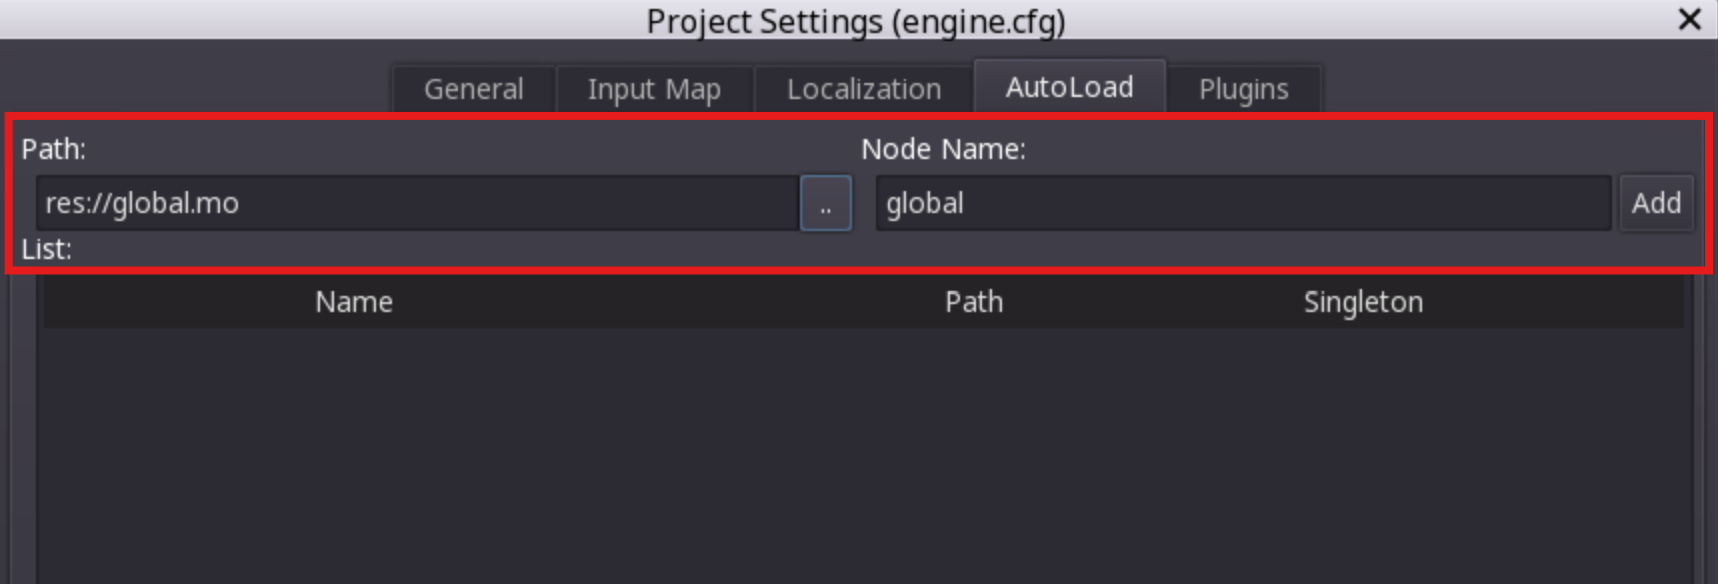 Project Settings (engine.cfg)
General Input Map Localization AutoLoad Plugins
Path: Node Name:
res://global.mo .. global Add
List:
Name Path Singleton